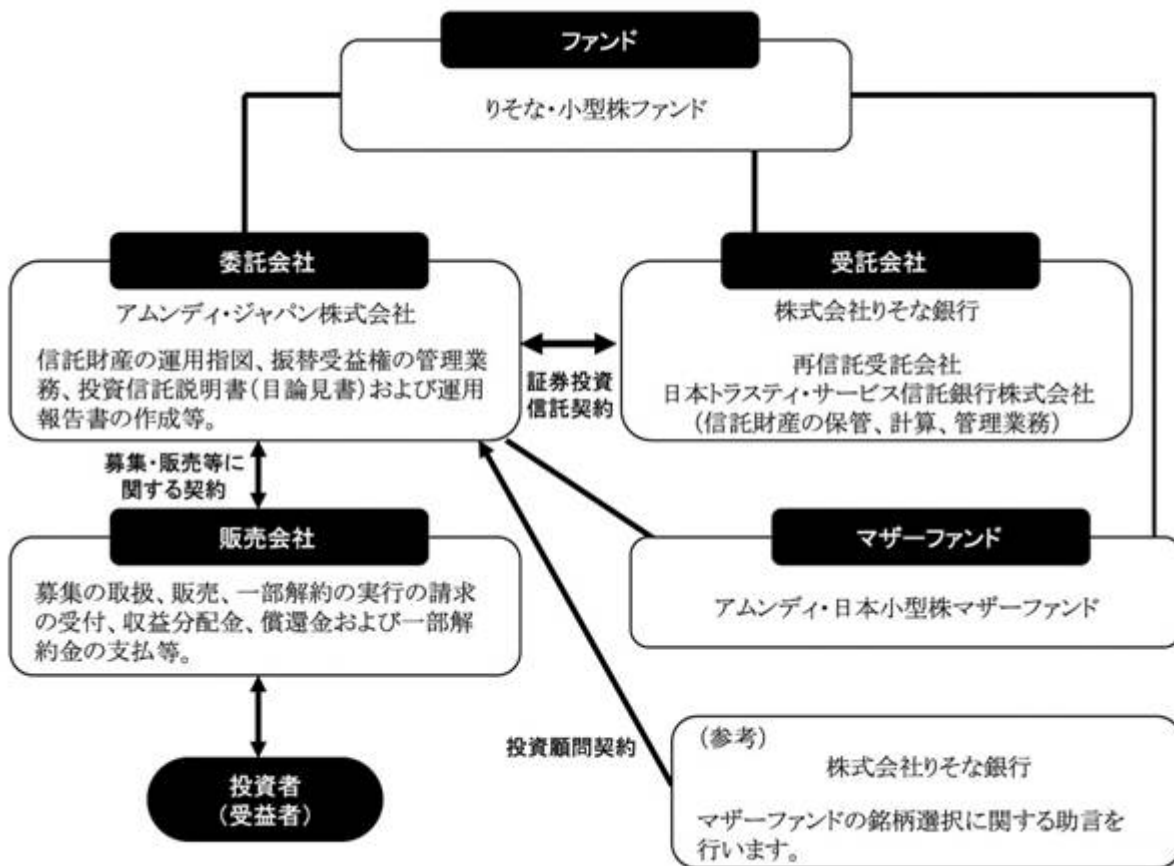 ファンド
りそな・小型株ファンド
委託会社
アムンディ・ジャパン株式会社
信託財産の運用指図、振替受益権の管理業
務、投資信託説明書(目論見書)および運用
報告書の作成等。
証券投資
信託契約
受託会社
株式会社りそな銀行
再信託受託会社
日本トラスティ・サービス信託銀行株式会社
(信託財産の保管、計算、管理業務)
募集・販売等に
関する契約
販売会社
募集の取扱、販売、一部解約の実行の請求
の受付、収益分配金、償還金および一部解
約金の支払等。
マザーファンド
アムンディ・日本小型株マザーファンド
投資者
(受益者)
投資顧問契約
(参考)
株式会社りそな銀行
マザーファンドの銘柄選択に関する助言を
行います。